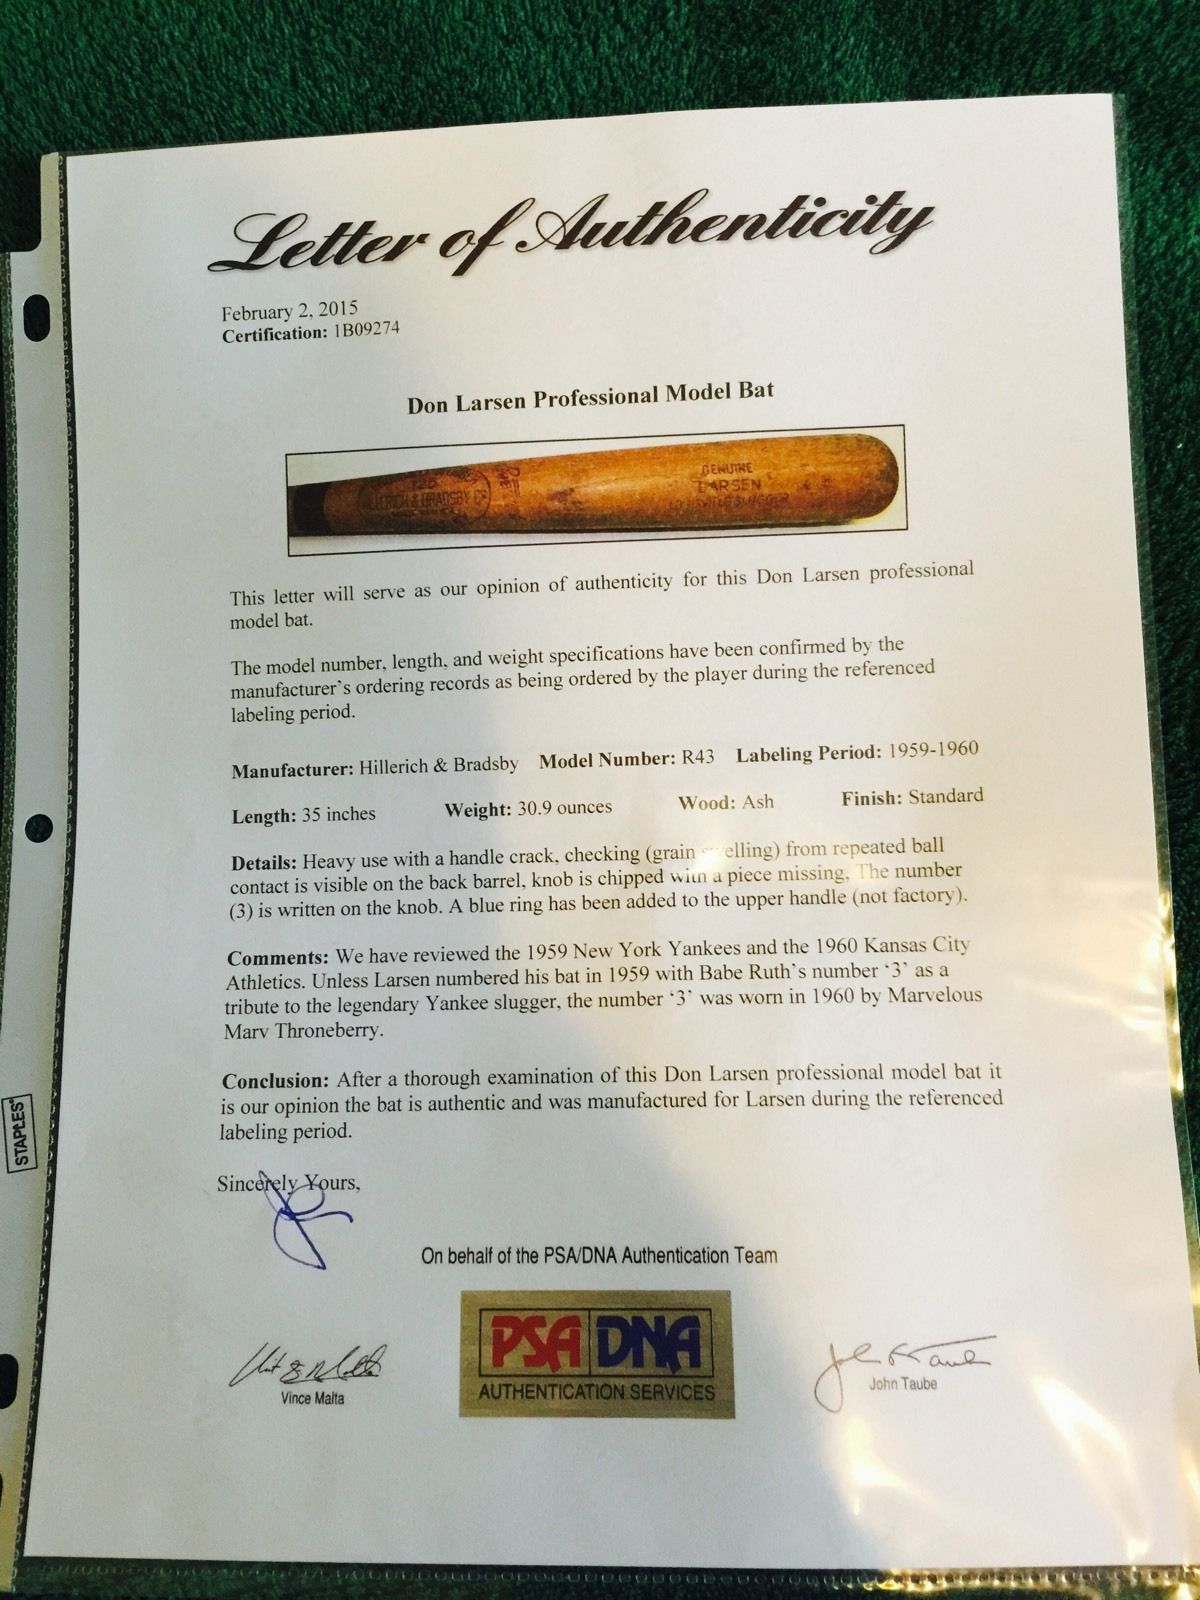 Letter of Authenticity
February 2, 2015
Certification: 1B09274
Don Larsen Professional Model Bat
125
BRADSBY Co
GENUINE
LARSEN
LOUISVILLE SLUGGER
This letter will serve as our opinion of authenticity for this Don Larsen professional
model bat.
The model number, length, and weight specifications have been confirmed by the
manufacturer's ordering records as being ordered by the player during the referenced
labeling period.
Manufacturer: Hillerich & Bradsby Model Number: R43 Labeling Period: 1959-1960
Length: 35 inches Weight: 30.9 ounces Wood: Ash Finish: Standard
Details: Heavy use with a handle crack, checking (grain swelling) from repeated ball
contact is visible on the back barrel, knob is chipped with a piece missing. The number
(3) is written on the knob. A blue ring has been added to the upper handle (not factory).
Comments: We have reviewed the 1959 New York Yankees and the 1960 Kansas City
Athletics. Unless Larsen numbered his bat in 1959 with Babe Ruth's number '3' as a
tribute to the legendary Yankee slugger, the number '3' was worn in 1960 by Marvelous
Marv Throneberry.
Conclusion: After a thorough examination of this Don Larsen professional model bat it
is our opinion the bat is authentic and was manufactured for Larsen during the referenced
labeling period.
Sincerely Yours,
On behalf of the PSA/DNA Authentication Team
PSA DNA
AUTHENTICATION SERVICES
Vince Malta
John Taube
John Taube
STAPLES